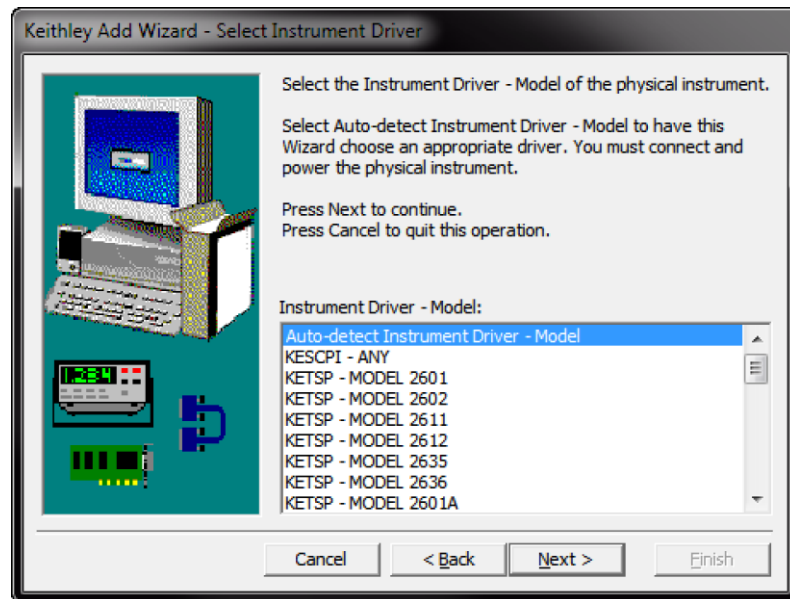 Keithley Add Wizard - Select Instrument Driver
Select the Instrument Driver - Model of the physical instrument.
Select Auto-detect Instrument Driver - Model to have this
Wizard choose an appropriate driver. You must connect and
power the physical instrument.
Press Next to continue.
Press Cancel to quit this operation.
Instrument Driver - Model:
Auto-detect Instrument Driver - Model
KESCPI - ANY
KETSP - MODEL 2601
KETSP - MODEL 2602
KETSP - MODEL 2611
KETSP - MODEL 2612
KETSP - MODEL 2635
KETSP - MODEL 2636
KETSP - MODEL 2601A
1.234
Cancel
< Back
Next >
Finish